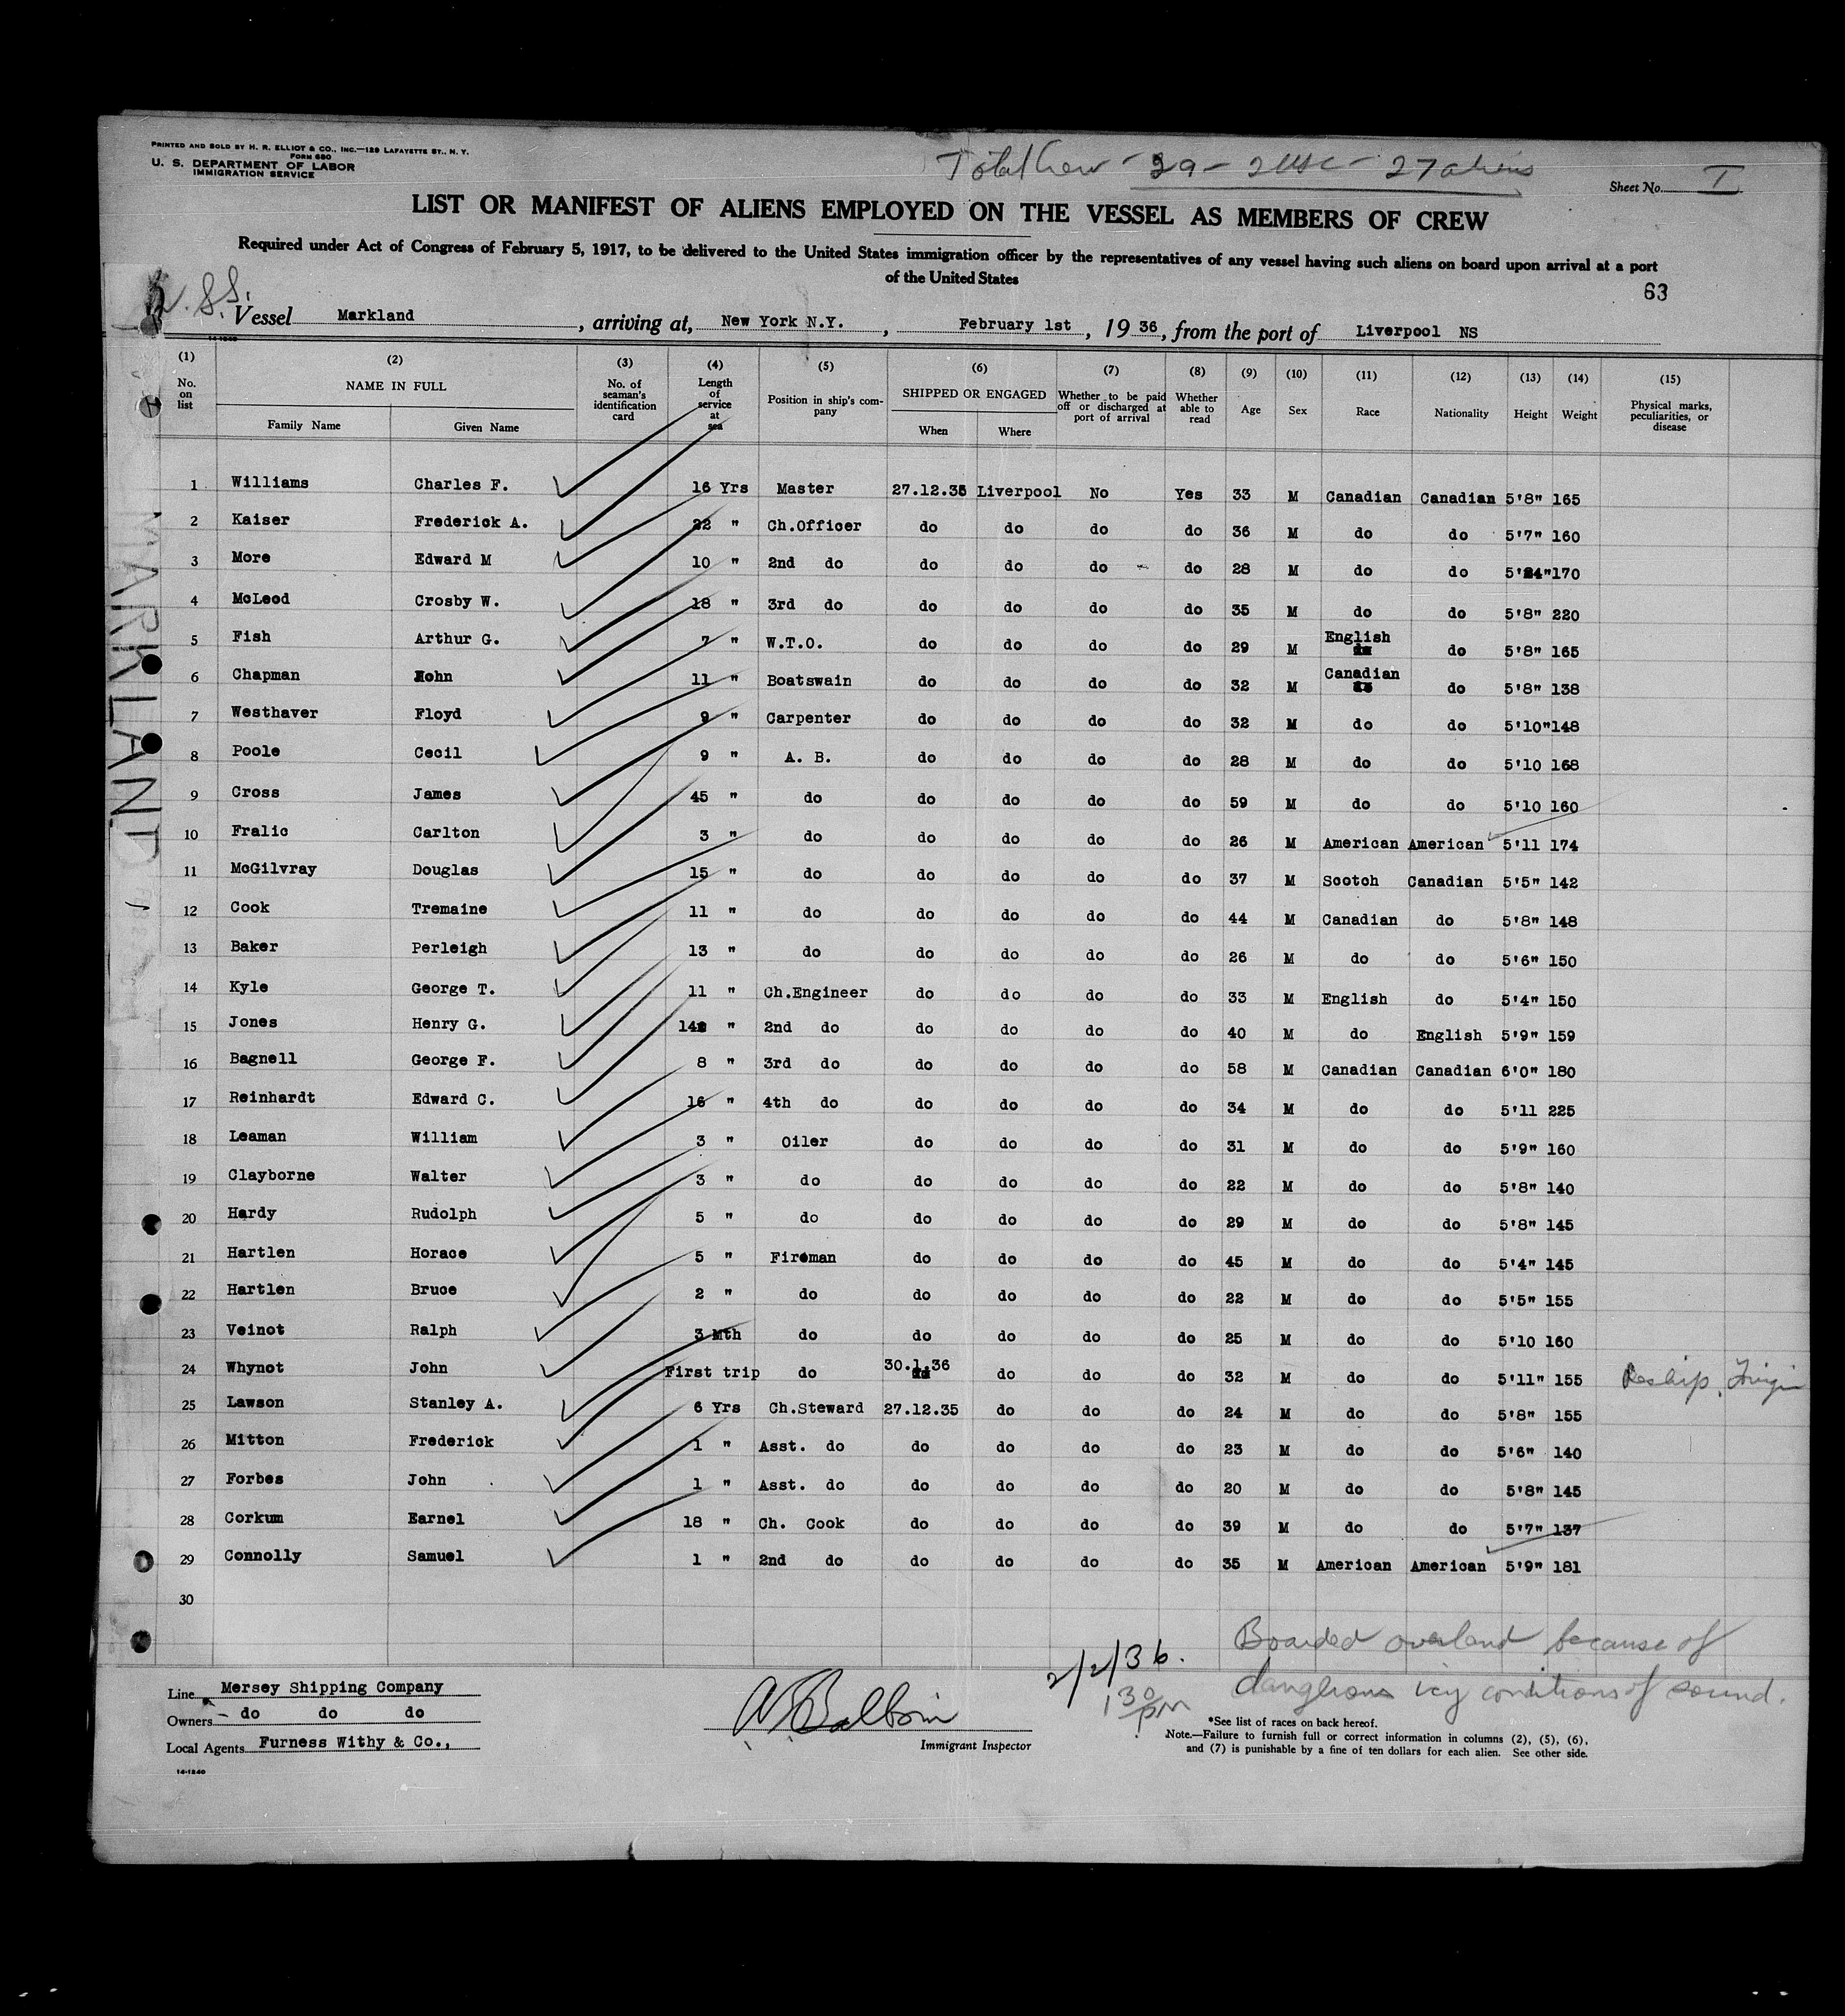 PRINTED AND SOLD BY H. R. ELLIOT & CO., INC.—129 LAFAYETTE ST., N. Y.
FORM 680
U. S. DEPARTMENT OF LABOR
IMMIGRATION SERVICE
Total Crew - 29 - 2 USC - 27 aliens
Sheet No. I
LIST OR MANIFEST OF ALIENS EMPLOYED ON THE VESSEL AS MEMBERS OF CREW
Required under Act of Congress of February 5, 1917, to be delivered to the United States immigration officer by the representatives of any vessel having such aliens on board upon arrival at a port
of the United States
63
S.S.
Vessel Markland, arriving at, New York N.Y., February 1st, 1936, from the port of Liverpool NS
14-1240
(1) (2) (3) (4) (5) (6) (7) (8) (9) (10) (11) (12) (13) (14) (15)
No. on list NAME IN FULL Family Name Given Name No. of seaman's identification card Length of service at sea Position in ship's company SHIPPED OR ENGAGED When Where Whether to be paid off or discharged at port of arrival Whether able to read Age Sex Race Nationality Height Weight Physical marks, peculiarities, or disease
1 Williams Charles F. 16 Yrs Master 27.12.35 Liverpool No Yes 33 M Canadian Canadian 5'8" 165
2 Kaiser Frederick A. 22 " Ch.Officer do do do do 36 M do do 5'7" 160
3 More Edward M 10 " 2nd do do do do do 28 M do do 170
4 McLeod Crosby W. 18 " 3rd do do do do do 35 M do do 5'8" 220
5 Fish Arthur G. 7 " W.T.O. do do do do 29 M English do 5'8" 165
6 Chapman John 11 " Boatswain do do do do 32 M Canadian do 5'8" 138
7 Westhaver Floyd 9 " Carpenter do do do do 32 M do do 5'10" 148
8 Poole Cecil 9 " A. B. do do do do 28 M do do 5'10 168
9 Cross James 45 " do do do do do 59 M do do 5'10 160
10 Fralic Carlton 3 " do do do do do 26 M American American 5'11 174
11 McGilvray Douglas 15 " do do do do do 37 M Scotch Canadian 5'5" 142
12 Cook Tremaine 11 " do do do do do 44 M Canadian do 5'8" 148
13 Baker Perleigh 13 " do do do do do 26 M do do 5'6" 150
14 Kyle George T. 11 " Ch.Engineer do do do do 33 M English do 5'4" 150
15 Jones Henry G. 14 " 2nd do do do do do 40 M do English 5'9" 159
16 Bagnell George F. 8 " 3rd do do do do do 58 M Canadian Canadian 6'0" 180
17 Reinhardt Edward C. 16 " 4th do do do do do 34 M do do 5'11 225
18 Leaman William 3 " Oiler do do do do 31 M do do 5'9" 160
19 Clayborne Walter 3 " do do do do do 22 M do do 5'8" 140
20 Hardy Rudolph 5 " do do do do do 29 M do do 5'8" 145
21 Hartlen Horace 5 " Fireman do do do do 45 M do do 5'4" 145
22 Hartlen Bruce 2 " do do do do do 22 M do do 5'5" 155
23 Veinot Ralph 3 Mth do do do do do 25 M do do 5'10 160
24 Whynot John First trip do 30.1.36 do do do 32 M do do 5'11" 155 Reship.
25 Lawson Stanley A. 6 Yrs Ch.Steward 27.12.35 do do do 24 M do do 5'8" 155
26 Mitton Frederick 1 " Asst. do do do do do 23 M do do 5'6" 140
27 Forbes John 1 " Asst. do do do do do 20 M do do 5'8" 145
28 Corkum Earnel 18 " Ch. Cook do do do do 39 M do do 5'7" 137
29 Connolly Samuel 1 " 2nd do do do do do 35 M American American 5'9" 181
30
MARKLAND
Boarded overland because of
dangerous icy conditions of sound.
2/2/36.
1 30 PM
Line Mersey Shipping Company
Owners do do do
Local Agents Furness Withy & Co.,
Immigrant Inspector
*See list of races on back hereof.
Note.—Failure to furnish full or correct information in columns (2), (5), (6),
and (7) is punishable by a fine of ten dollars for each alien. See other side.
14-1240